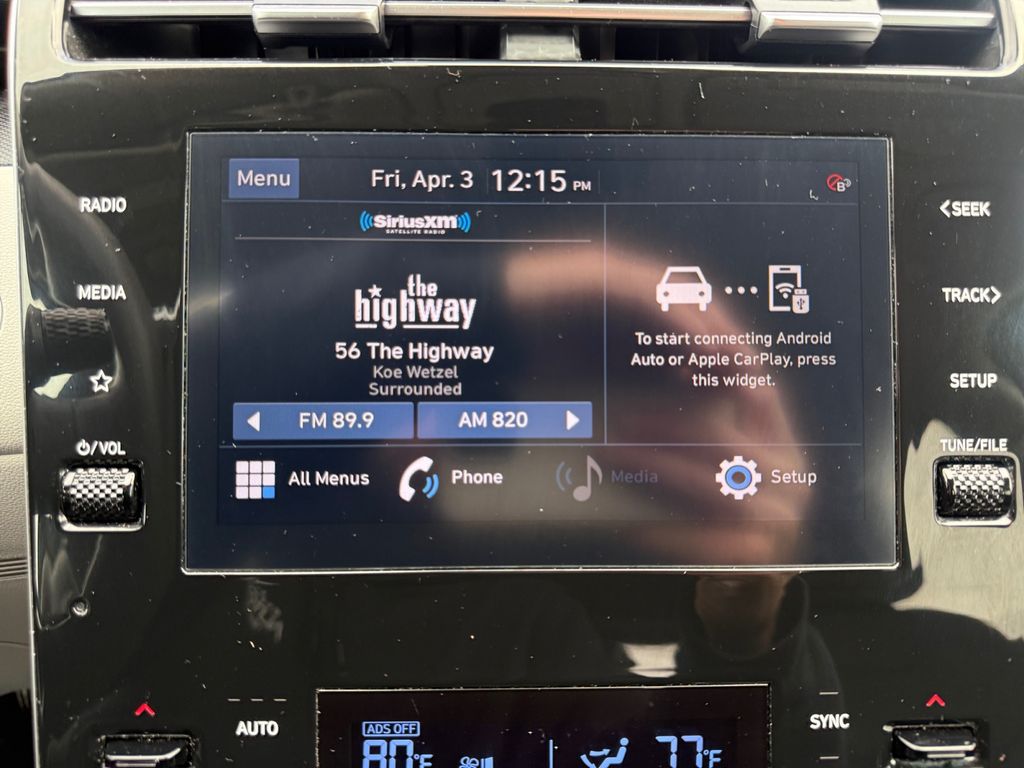 Menu
Fri, Apr. 3 12:15 PM
B
RADIO
SiriusXM
SATELLITE RADIO
<SEEK
MEDIA
the
highway
TRACK>
56 The Highway
Koe Wetzel
Surrounded
To start connecting Android
Auto or Apple CarPlay, press
this widget.
SETUP
FM 89.9
AM 820
/VOL
TUNE/FILE
All Menus
Phone
Media
Setup
AUTO
SYNC
ADS OFF
80°F
77°F